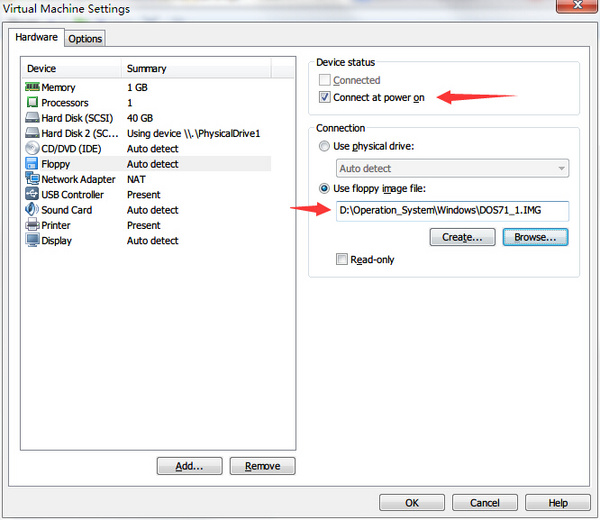 Virtual Machine Settings
Hardware
Options
Device Summary
Memory 1 GB
Processors 1
Hard Disk (SCSI) 40 GB
Hard Disk 2 (SC... Using device \\.\PhysicalDrive1
CD/DVD (IDE) Auto detect
Floppy Auto detect
Network Adapter NAT
USB Controller Present
Sound Card Auto detect
Printer Present
Display Auto detect
Add...
Remove
Device status
Connected
Connect at power on
Connection
Use physical drive:
Auto detect
Use floppy image file:
D:\Operation_System\Windows\DOS71_1.IMG
Create...
Browse...
Read-only
OK
Cancel
Help